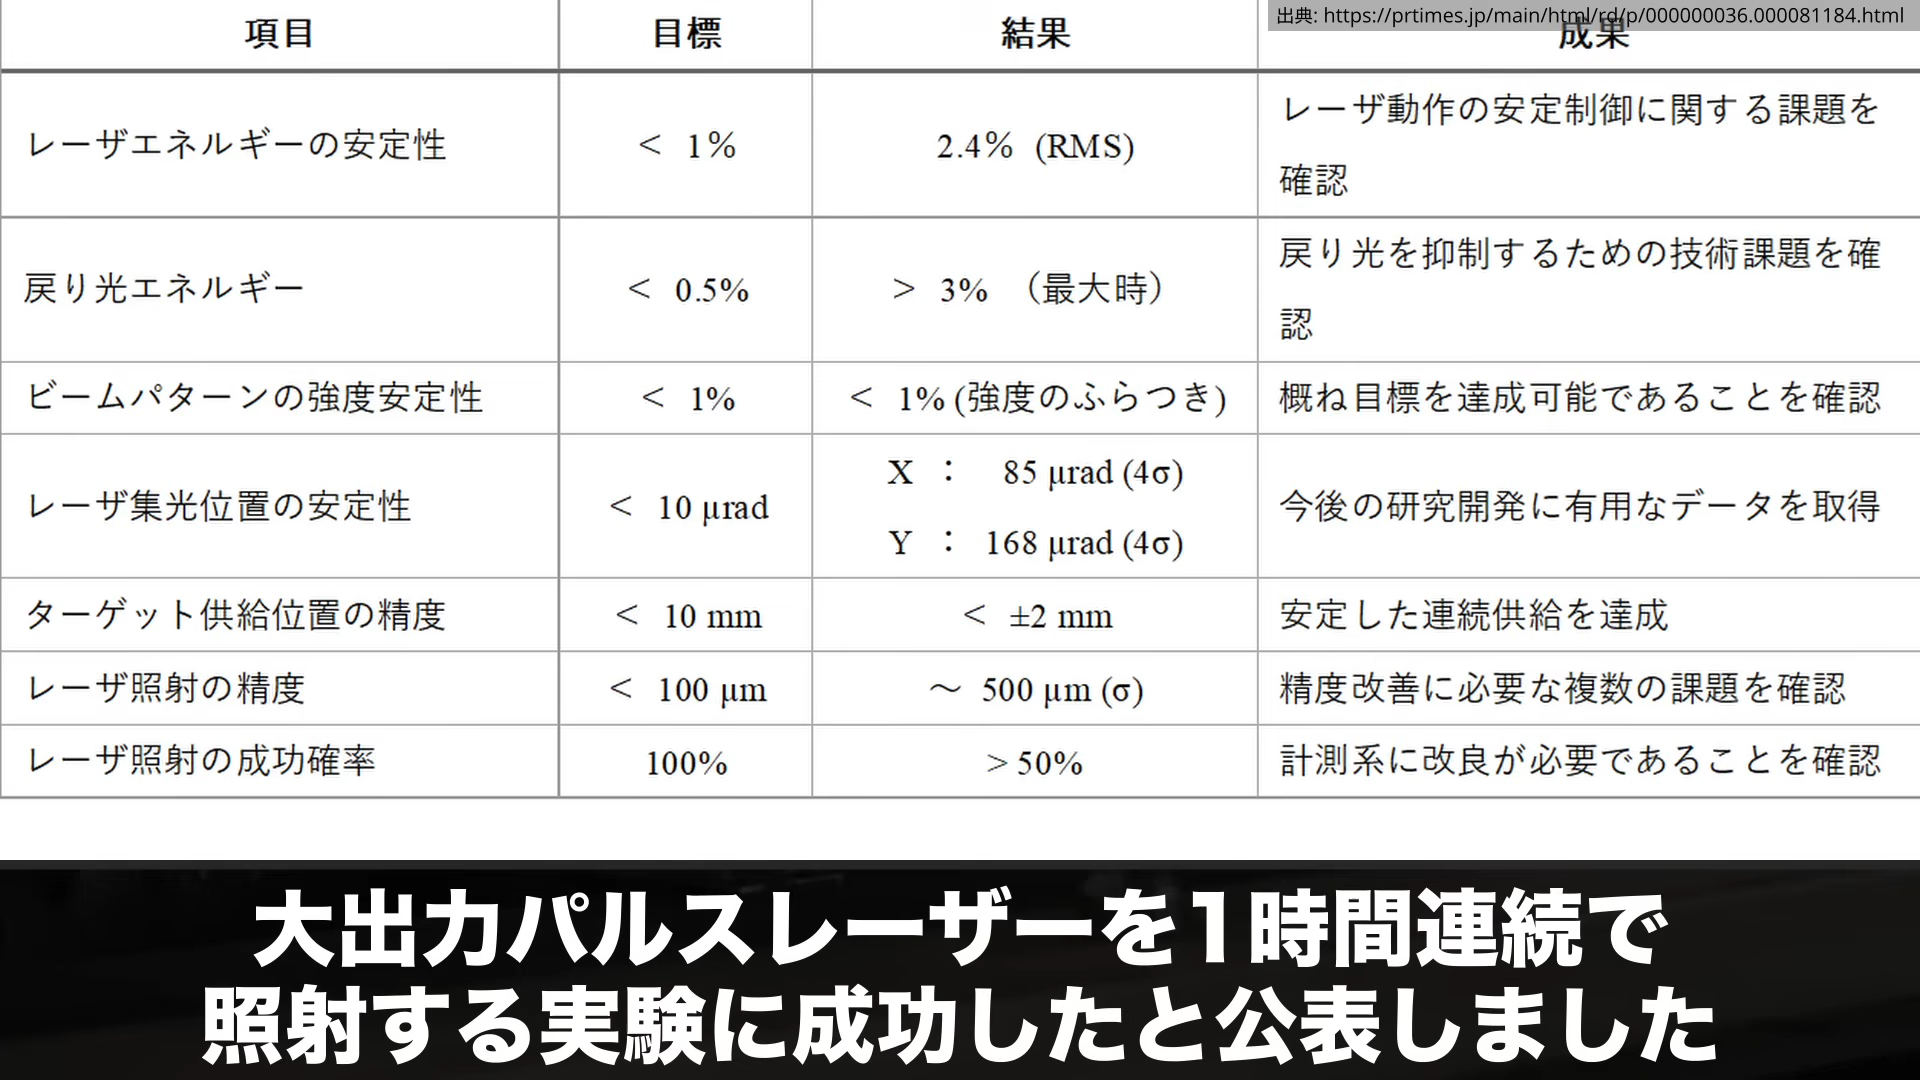 出典: https://prtimes.jp/main/html/rd/p/000000036.000081184.html
項目 目標 結果 成果
レーザエネルギーの安定性 < 1% 2.4% (RMS) レーザ動作の安定制御に関する課題を
確認
戻り光エネルギー < 0.5% > 3% （最大時） 戻り光を抑制するための技術課題を確
認
ビームパターンの強度安定性 < 1% < 1% (強度のふらつき) 概ね目標を達成可能であることを確認
レーザ集光位置の安定性 < 10 μrad X : 85 μrad (4σ) 今後の研究開発に有用なデータを取得
Y : 168 μrad (4σ)
ターゲット供給位置の精度 < 10 mm < ±2 mm 安定した連続供給を達成
レーザ照射の精度 < 100 μm ～ 500 μm (σ) 精度改善に必要な複数の課題を確認
レーザ照射の成功確率 100% > 50% 計測系に改良が必要であることを確認
大出力パルスレーザーを1時間連続で
照射する実験に成功したと公表しました